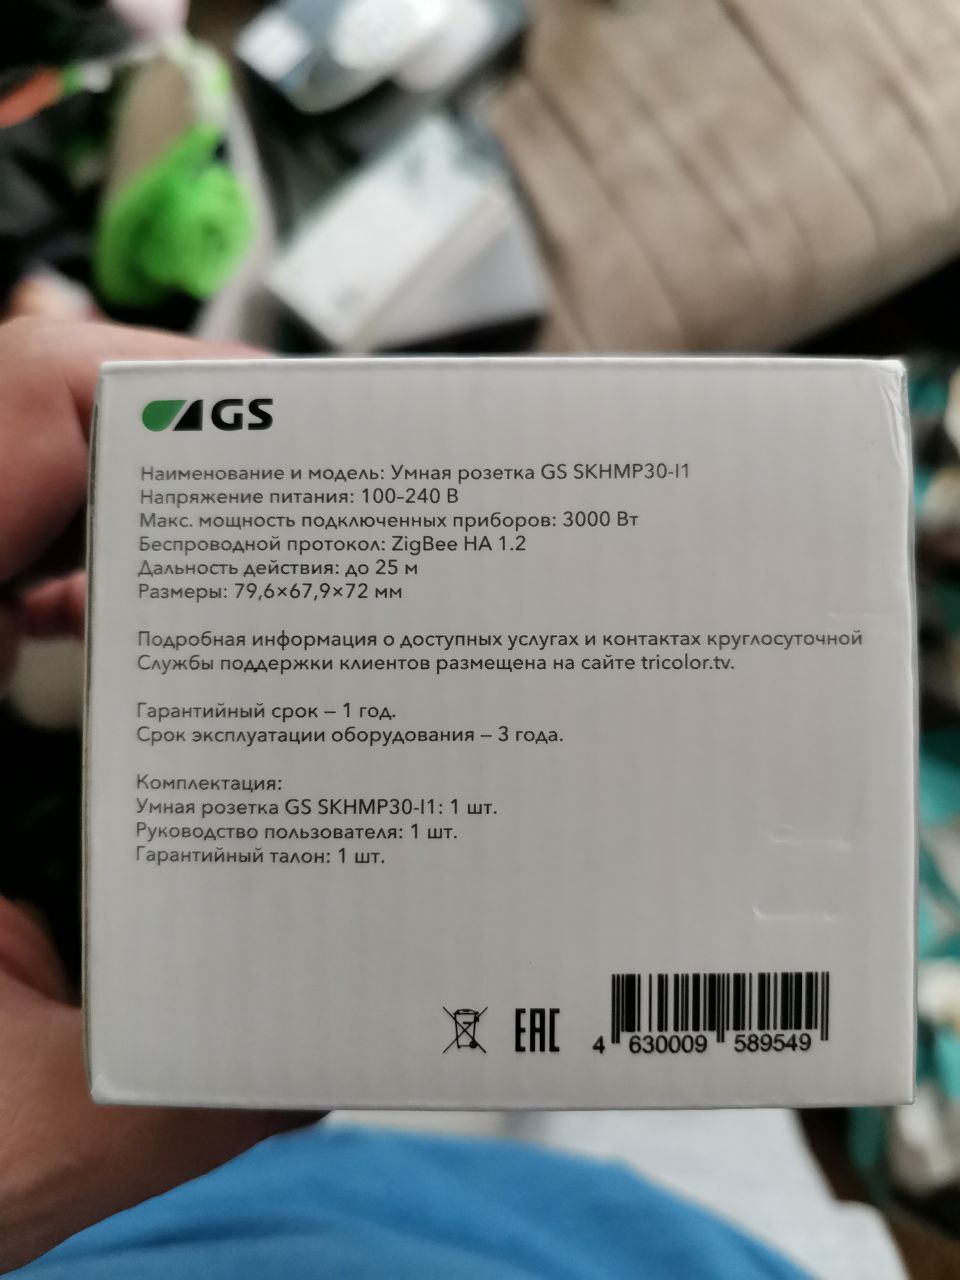 GS
Наименование и модель: Умная розетка GS SKHMP30-I1
Напряжение питания: 100–240 В
Макс. мощность подключенных приборов: 3000 Вт
Беспроводной протокол: ZigBee HA 1.2
Дальность действия: до 25 м
Размеры: 79,6×67,9×72 мм
Подробная информация о доступных услугах и контактах круглосуточной
Службы поддержки клиентов размещена на сайте tricolor.tv.
Гарантийный срок – 1 год.
Срок эксплуатации оборудования – 3 года.
Комплектация:
Умная розетка GS SKHMP30-I1: 1 шт.
Руководство пользователя: 1 шт.
Гарантийный талон: 1 шт.
EAC
4 630009 589549